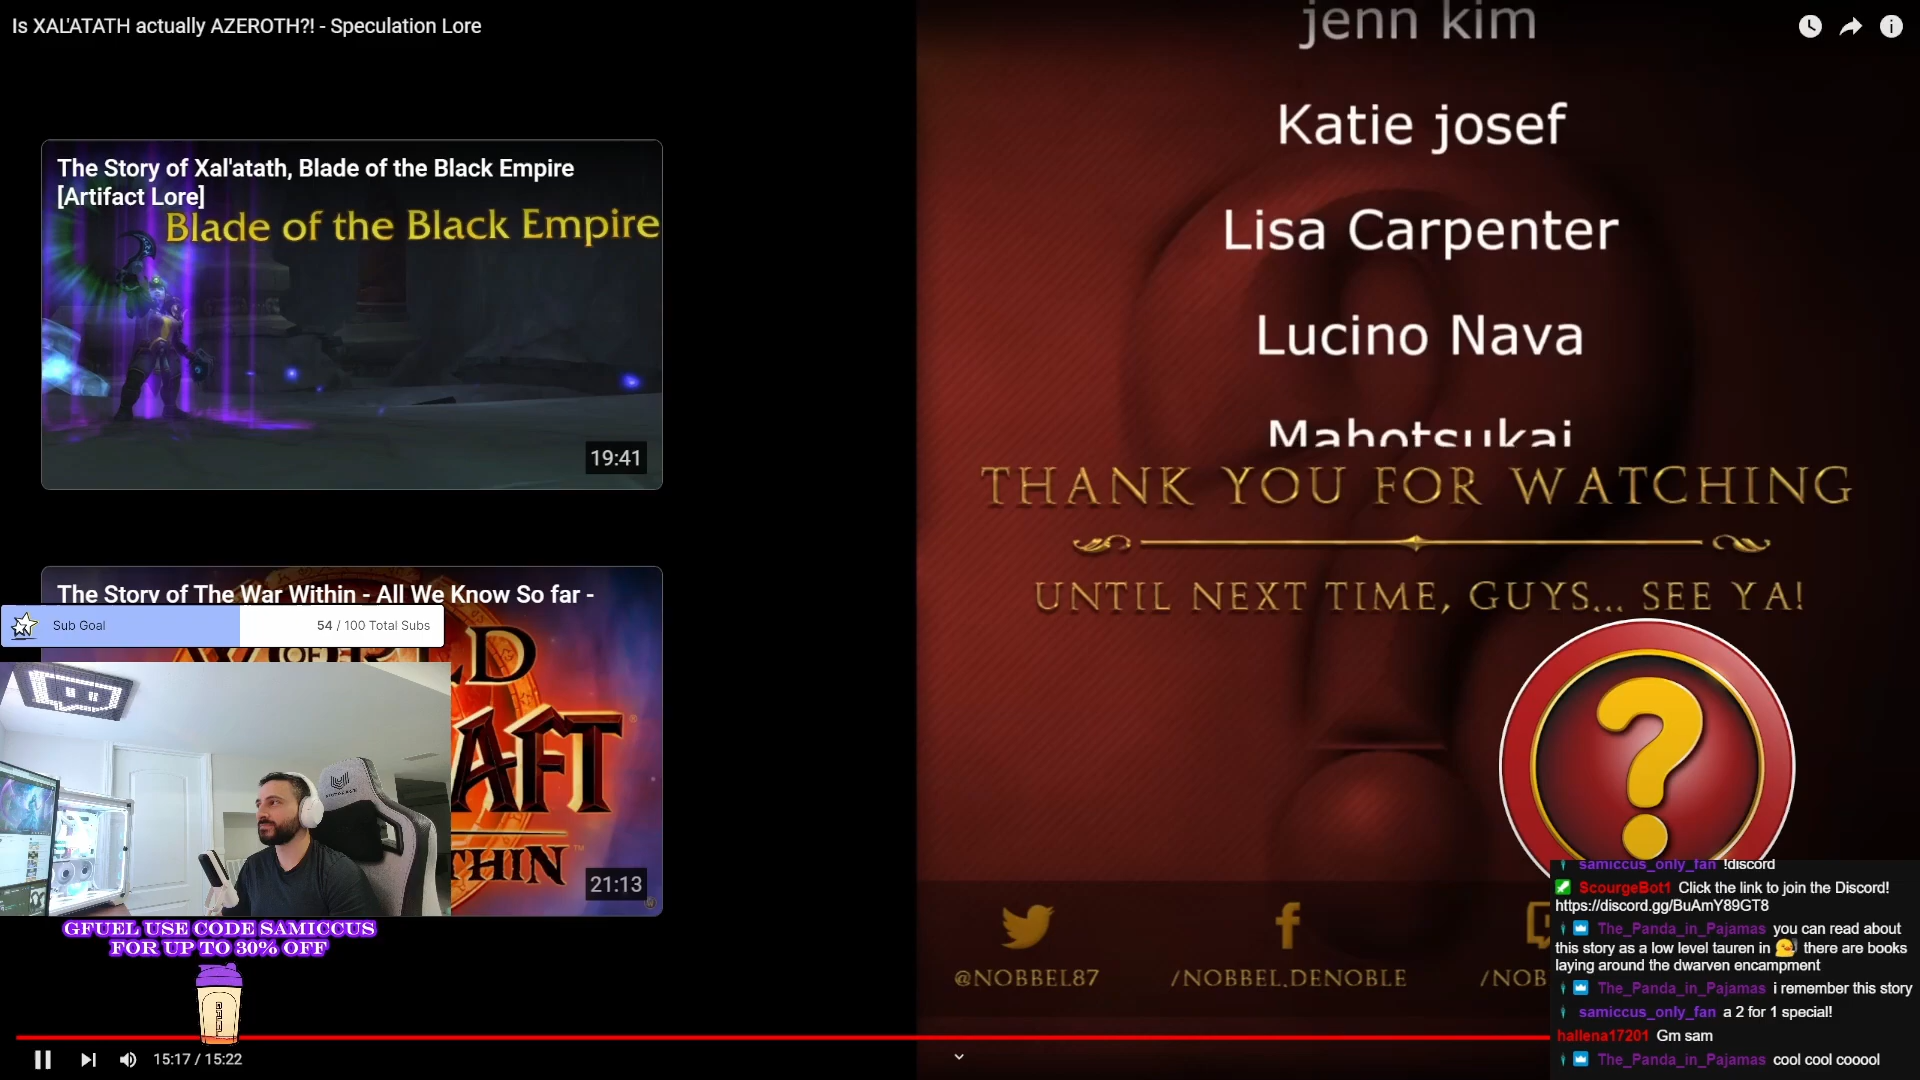 Is XAL'ATATH actually AZEROTH?! - Speculation Lore
The Story of Xal'atath, Blade of the Black Empire
[Artifact Lore]
Blade of the Black Empire
19:41
The Story of The War Within - All We Know So far -
Sub Goal
54 / 100 Total Subs
21:13
GFUEL USE CODE SAMICCUS
FOR UP TO 30% OFF
15:17 / 15:22
jenn kim
Katie josef
Lisa Carpenter
Lucino Nava
Mahotsukai
THANK YOU FOR WATCHING
UNTIL NEXT TIME, GUYS... SEE YA!
@NOBBEL87
/NOBBEL.DENOBLE
/NOB
samiccus_only_fan !discord
ScourgeBot1 Click the link to join the Discord!
https://discord.gg/BuAmY89GT8
The_Panda_in_Pajamas you can read about
this story as a low level tauren in there are books
laying around the dwarven encampment
The_Panda_in_Pajamas i remember this story
samiccus_only_fan a 2 for 1 special!
hallena17201 Gm sam
The_Panda_in_Pajamas cool cool cooool